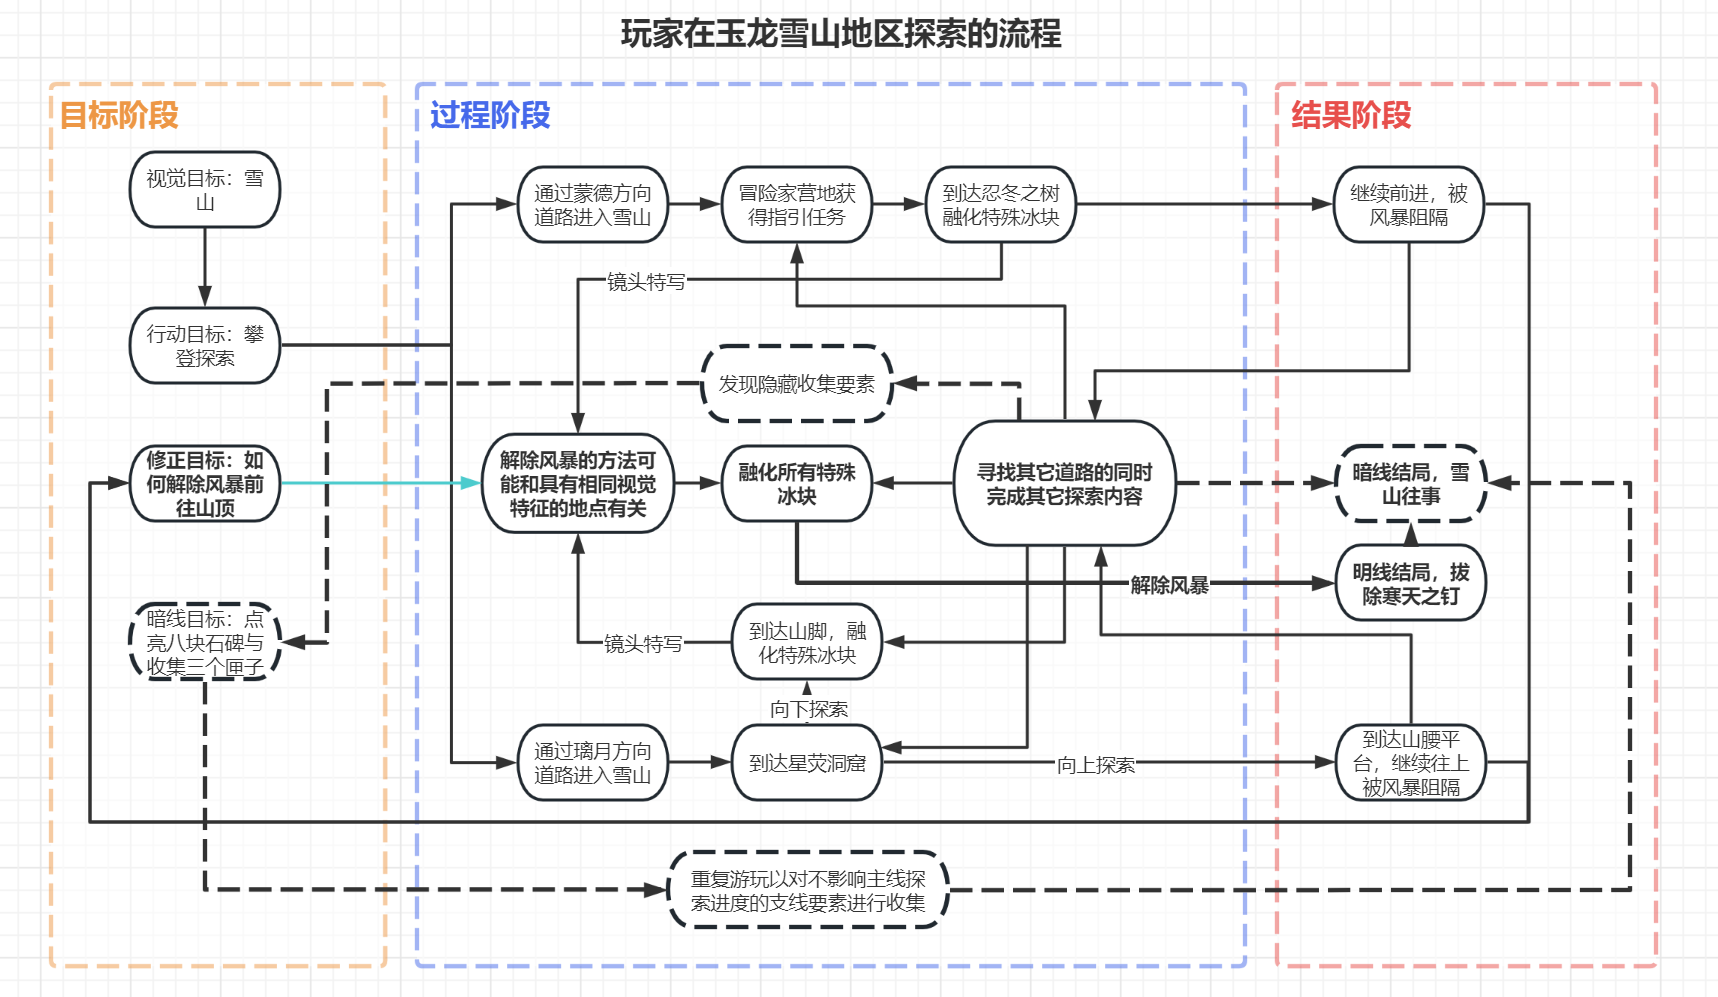 玩家在玉龙雪山地区探索的流程
目标阶段
过程阶段
结果阶段
视觉目标：雪
山
行动目标：攀
登探索
修正目标：如
何解除风暴前
往山顶
暗线目标：点
亮八块石碑与
收集三个匣子
通过蒙德方向
道路进入雪山
冒险家营地获
得指引任务
到达忍冬之树
融化特殊冰块
镜头特写
发现隐藏收集要素
解除风暴的方法可
能和具有相同视觉
特征的地点有关
融化所有特殊
冰块
寻找其它道路的同时
完成其它探索内容
解除风暴
到达山脚，融
化特殊冰块
镜头特写
向下探索
通过璃月方向
道路进入雪山
到达星荧洞窟
向上探索
重复游玩以对不影响主线探
索进度的支线要素进行收集
继续前进，被
风暴阻隔
暗线结局，雪
山往事
明线结局，拔
除寒天之钉
到达山腰平
台，继续往上
被风暴阻隔